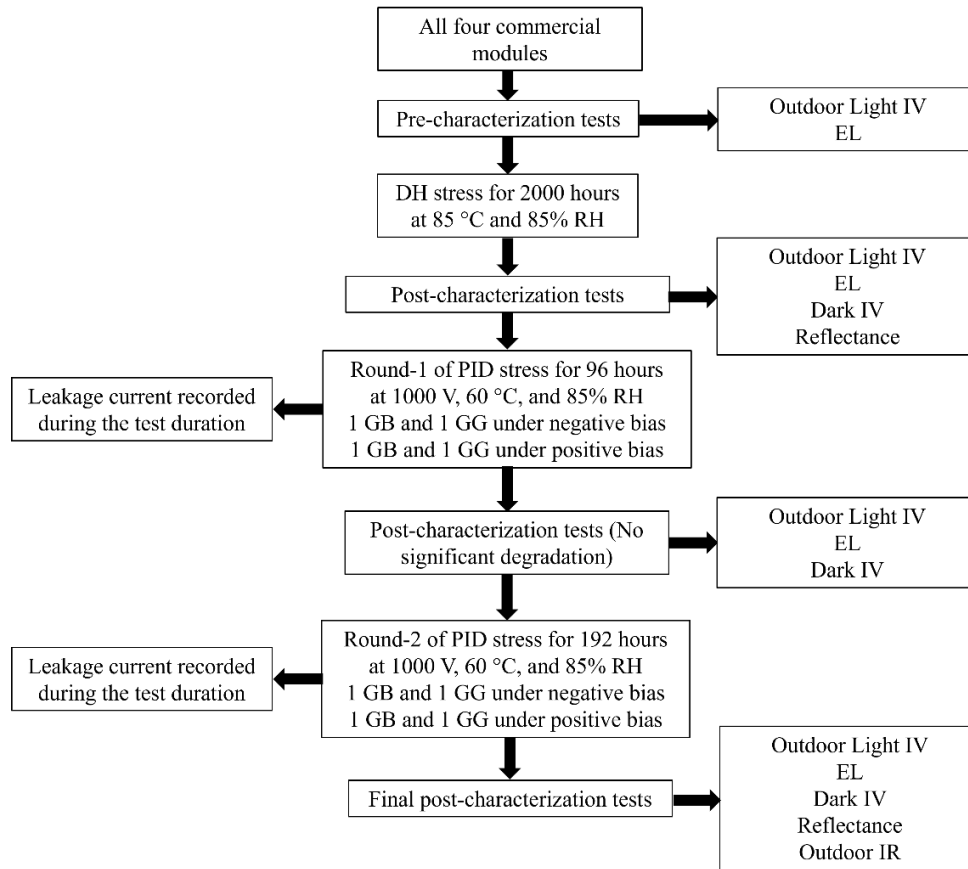 All four commercial
modules
Pre-characterization tests
Outdoor Light IV
EL
DH stress for 2000 hours
at 85 °C and 85% RH
Post-characterization tests
Outdoor Light IV
EL
Dark IV
Reflectance
Round-1 of PID stress for 96 hours
at 1000 V, 60 °C, and 85% RH
1 GB and 1 GG under negative bias
1 GB and 1 GG under positive bias
Leakage current recorded
during the test duration
Post-characterization tests (No
significant degradation)
Outdoor Light IV
EL
Dark IV
Round-2 of PID stress for 192 hours
at 1000 V, 60 °C, and 85% RH
1 GB and 1 GG under negative bias
1 GB and 1 GG under positive bias
Leakage current recorded
during the test duration
Final post-characterization tests
Outdoor Light IV
EL
Dark IV
Reflectance
Outdoor IR